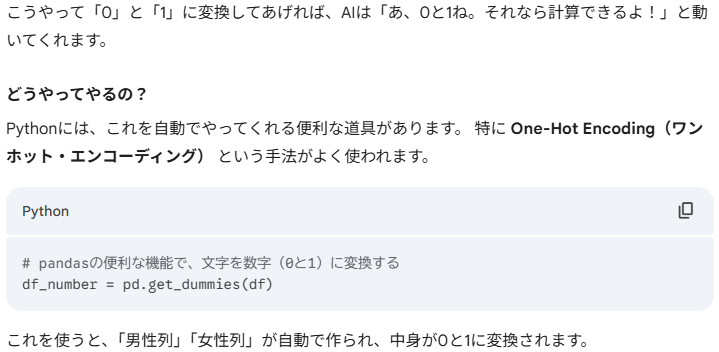 こうやって「0」と「1」に変換してあげれば、AIは「あ、0と1ね。それなら計算できるよ！」と動
いてくれます。
どうやってやるの？
Pythonには、これを自動でやってくれる便利な道具があります。 特に One-Hot Encoding（ワン
ホット・エンコーディング） という手法がよく使われます。
Python
# pandasの便利な機能で、文字を数字（0と1）に変換する
df_number = pd.get_dummies(df)
これを使うと、「男性列」「女性列」が自動で作られ、中身が0と1に変換されます。